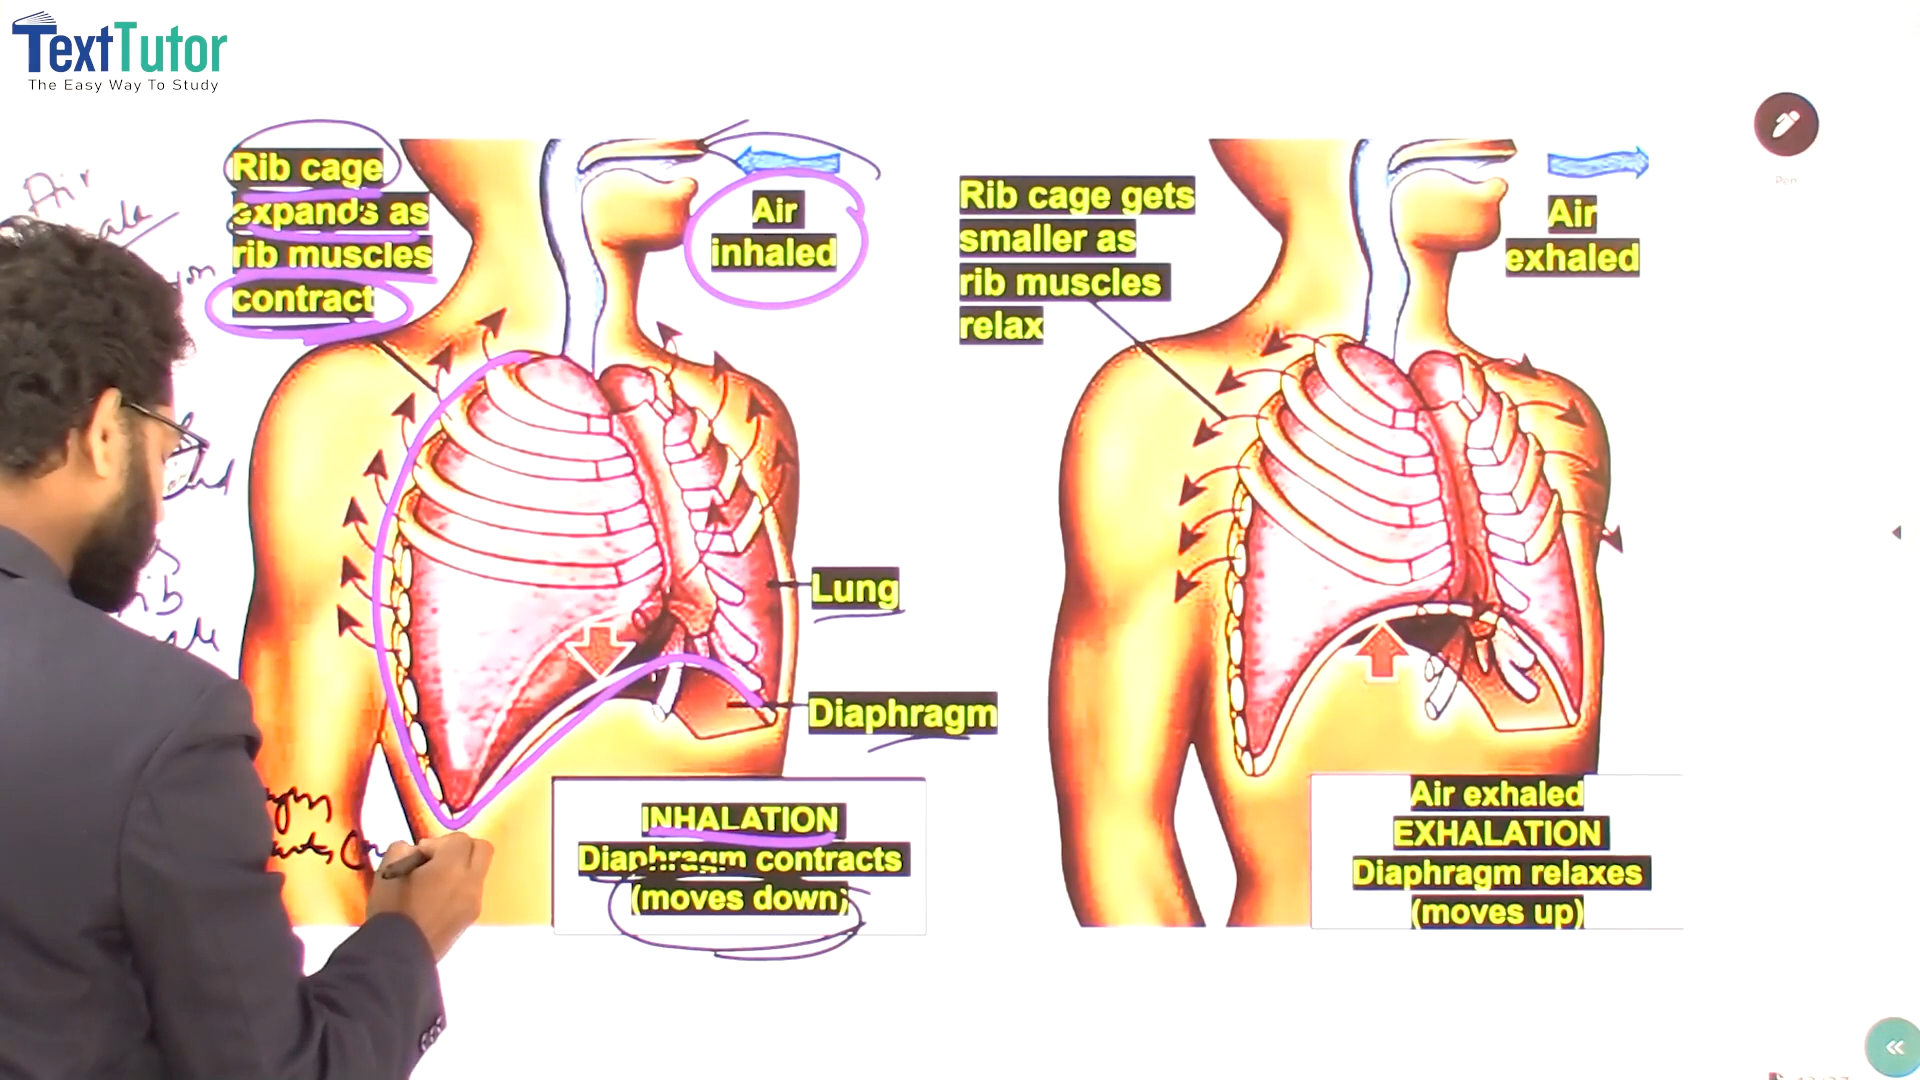 TextTutor
The Easy Way To Study
Rib cage
expands as
rib muscles
contract
Air
inhaled
Rib cage gets
smaller as
rib muscles
relax
Air
exhaled
Air
Lung
Diaphragm
INHALATION
Diaphragm contracts
(moves down)
Air exhaled
EXHALATION
Diaphragm relaxes
(moves up)
Pen